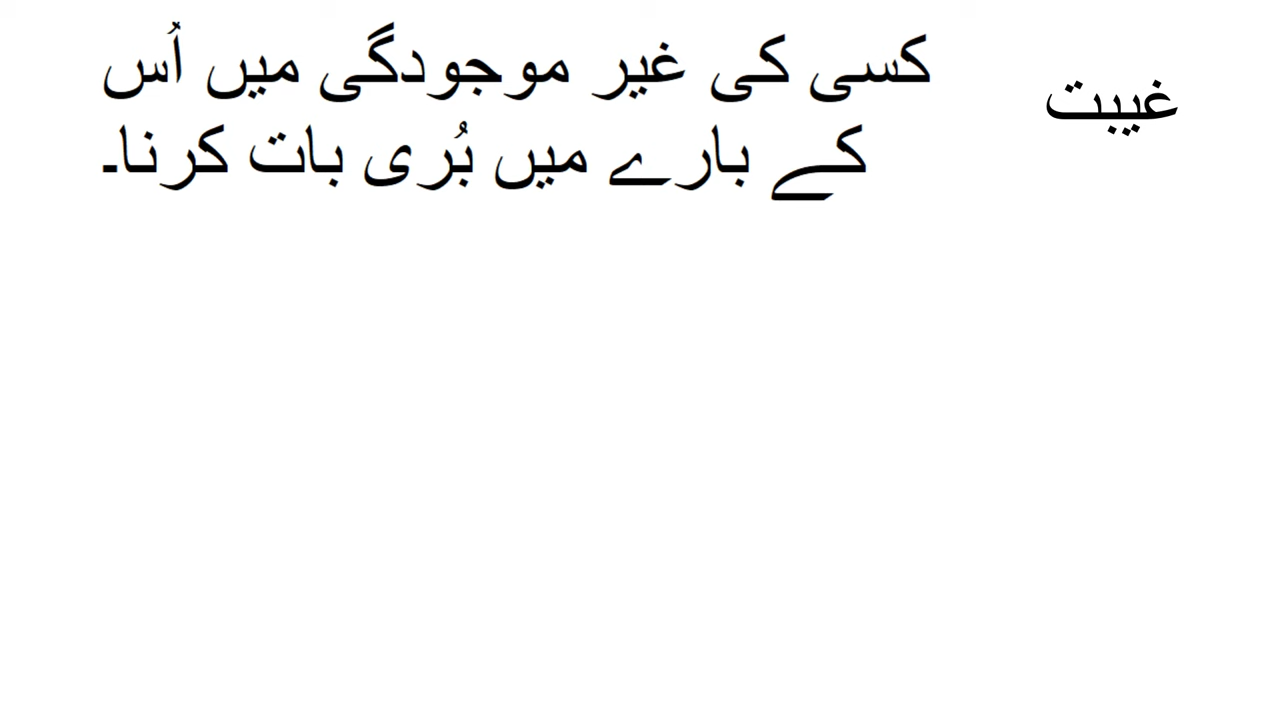 غیبت
کسی کی غیر موجودگی میں اُس
کے بارے میں بُری بات کرنا۔